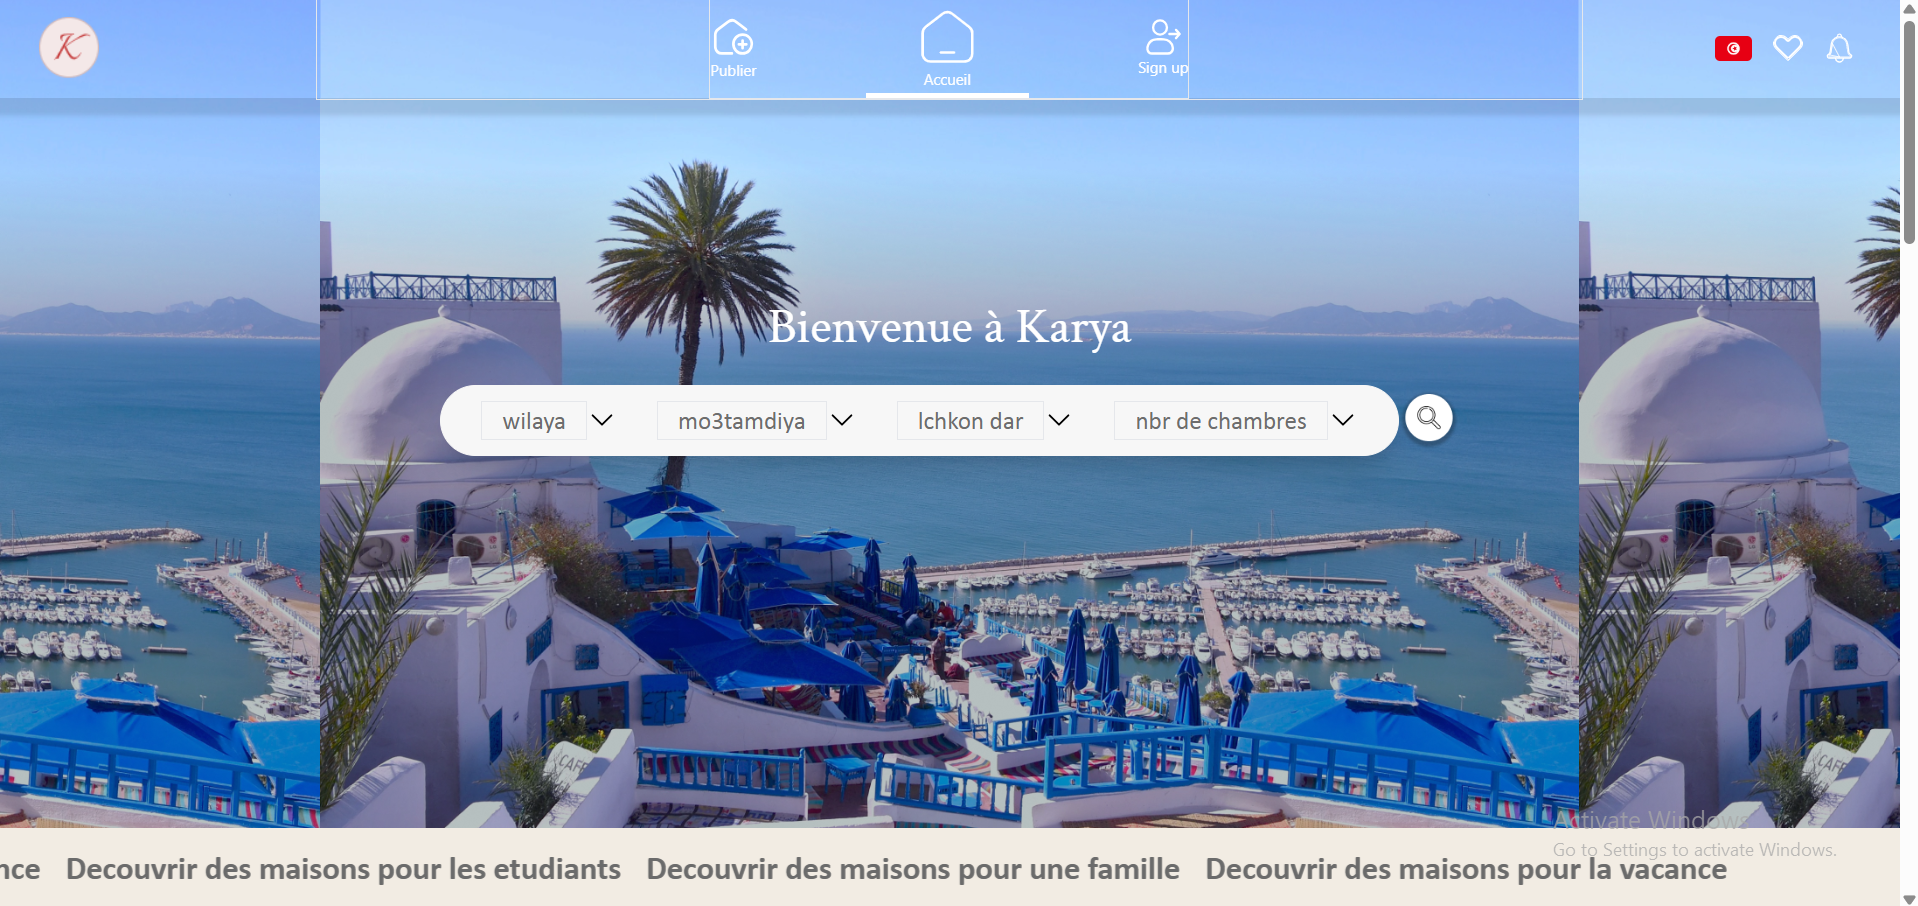 K
Publier
Accueil
Sign up
Bienvenue à Karya
wilaya
mo3tamdiya
lchkon dar
nbr de chambres
CAFE
CAFE
Activate Windows
Go to Settings to activate Windows.
nce Decouvrir des maisons pour les etudiants Decouvrir des maisons pour une famille Decouvrir des maisons pour la vacance